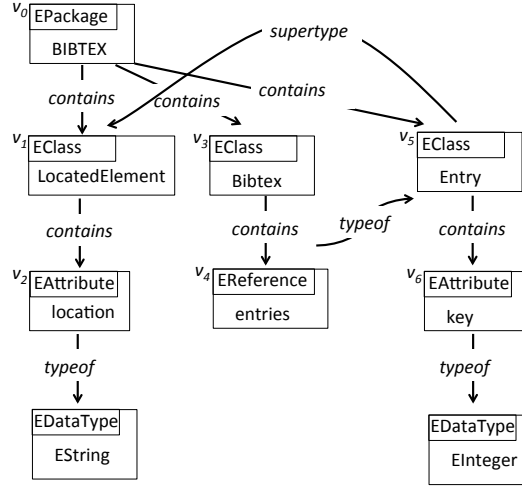 v0
EPackage
BIBTEX
supertype
contains
contains
contains
v1
EClass
LocatedElement
v3
EClass
Bibtex
v5
EClass
Entry
contains
contains
typeof
contains
v2
EAttribute
location
v4
EReference
entries
v6
EAttribute
key
typeof
typeof
EDataType
EString
EDataType
EInteger